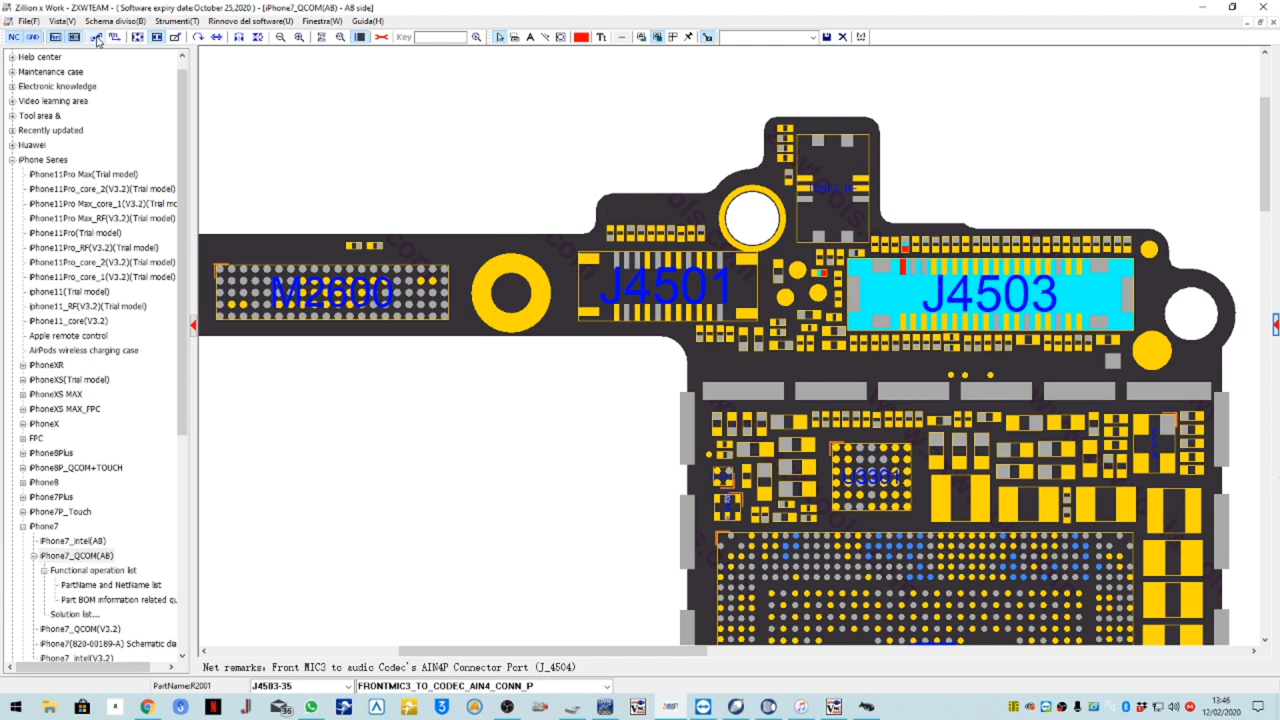 Zillion x Work - ZXWTEAM - ( Software expiry date:October 25,2020 ) - [iPhone7_QCOM(AB) - AB side]
File(F) Vista(V) Schema diviso(B) Strumenti(T) Rinnovo del software(U) Finestra(W) Guida(H)
NC GND Key A Tt
Help center
Maintenance case
Electronic knowledge
Video learning area
Tool area &
Recently updated
Huawei
iPhone Series
iPhone11Pro Max(Trial model)
iPhone11Pro_core_2(V3.2)(Trial model)
iPhone11Pro Max_core_1(V3.2)(Trial mc
iPhone11Pro Max_RF(V3.2)(Trial model)
iPhone11Pro(Trial model)
iPhone11Pro_RF(V3.2)(Trial model)
iPhone11Pro_core_2(V3.2)(Trial model)
iPhone11Pro_core_1(V3.2)(Trial model)
iphone11(Trial model)
iphone11_RF(V3.2)(Trial model)
iPhone11_core(V3.2)
Apple remote control
AirPods wireless charging case
iPhoneXR
iPhoneXS(Trial model)
iPhoneXS MAX
iPhoneXS MAX_FPC
iPhoneX
FPC
iPhone8Plus
iPhone8P_QCOM+TOUCH
iPhone8
iPhone7Plus
iPhone7P_Touch
iPhone7
iPhone7_intel(AB)
iPhone7_QCOM(AB)
Functional operation list
PartName and NetName list
Part BOM information related qu
Solution list...
iPhone7_QCOM(V3.2)
iPhone7(820-00189-A) Schematic dia
iPhone7_intel(V3.2)
M2600
J4501
J4503
Net remarks: Front MIC3 to audio Codec's AIN4P Connector Port (J_4504)
PartName:R2001 J4503-35 FRONTMIC3_TO_CODEC_AIN4_CONN_P
36
13:46
12/02/2020